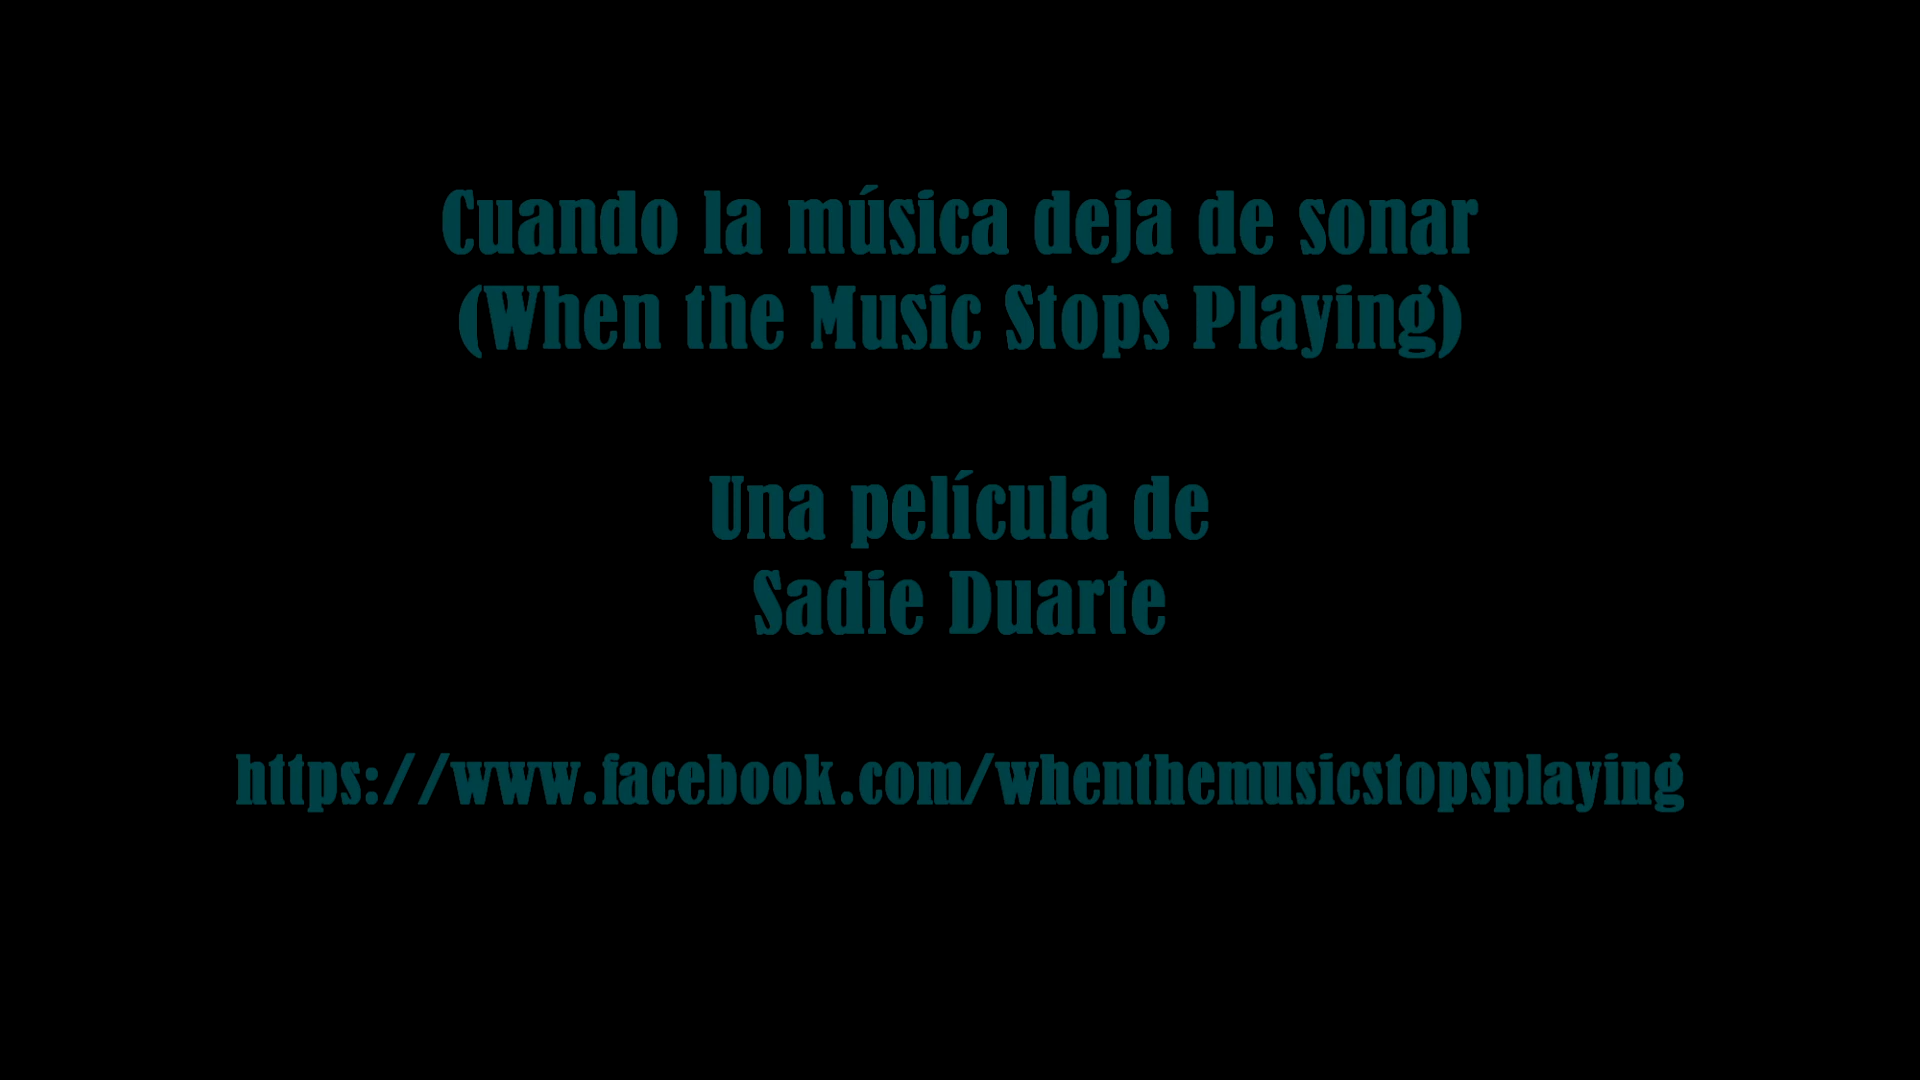 Cuando la música deja de sonar
(When the Music Stops Playing)
Una película de
Sadie Duarte
https://www.facebook.com/whenthemusicstopsplaying